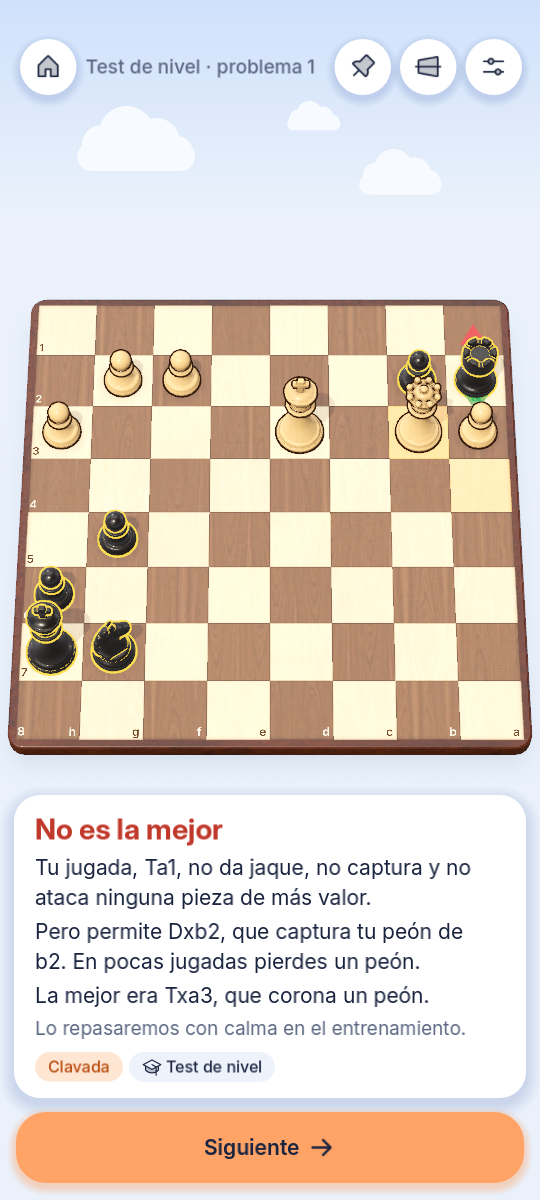 Test de nivel · problema 1
1
2
3
4
5
7
8 h g f e d c b a
No es la mejor
Tu jugada, Ta1, no da jaque, no captura y no
ataca ninguna pieza de más valor.
Pero permite Dxb2, que captura tu peón de
b2. En pocas jugadas pierdes un peón.
La mejor era Txa3, que corona un peón.
Lo repasaremos con calma en el entrenamiento.
Clavada Test de nivel
Siguiente